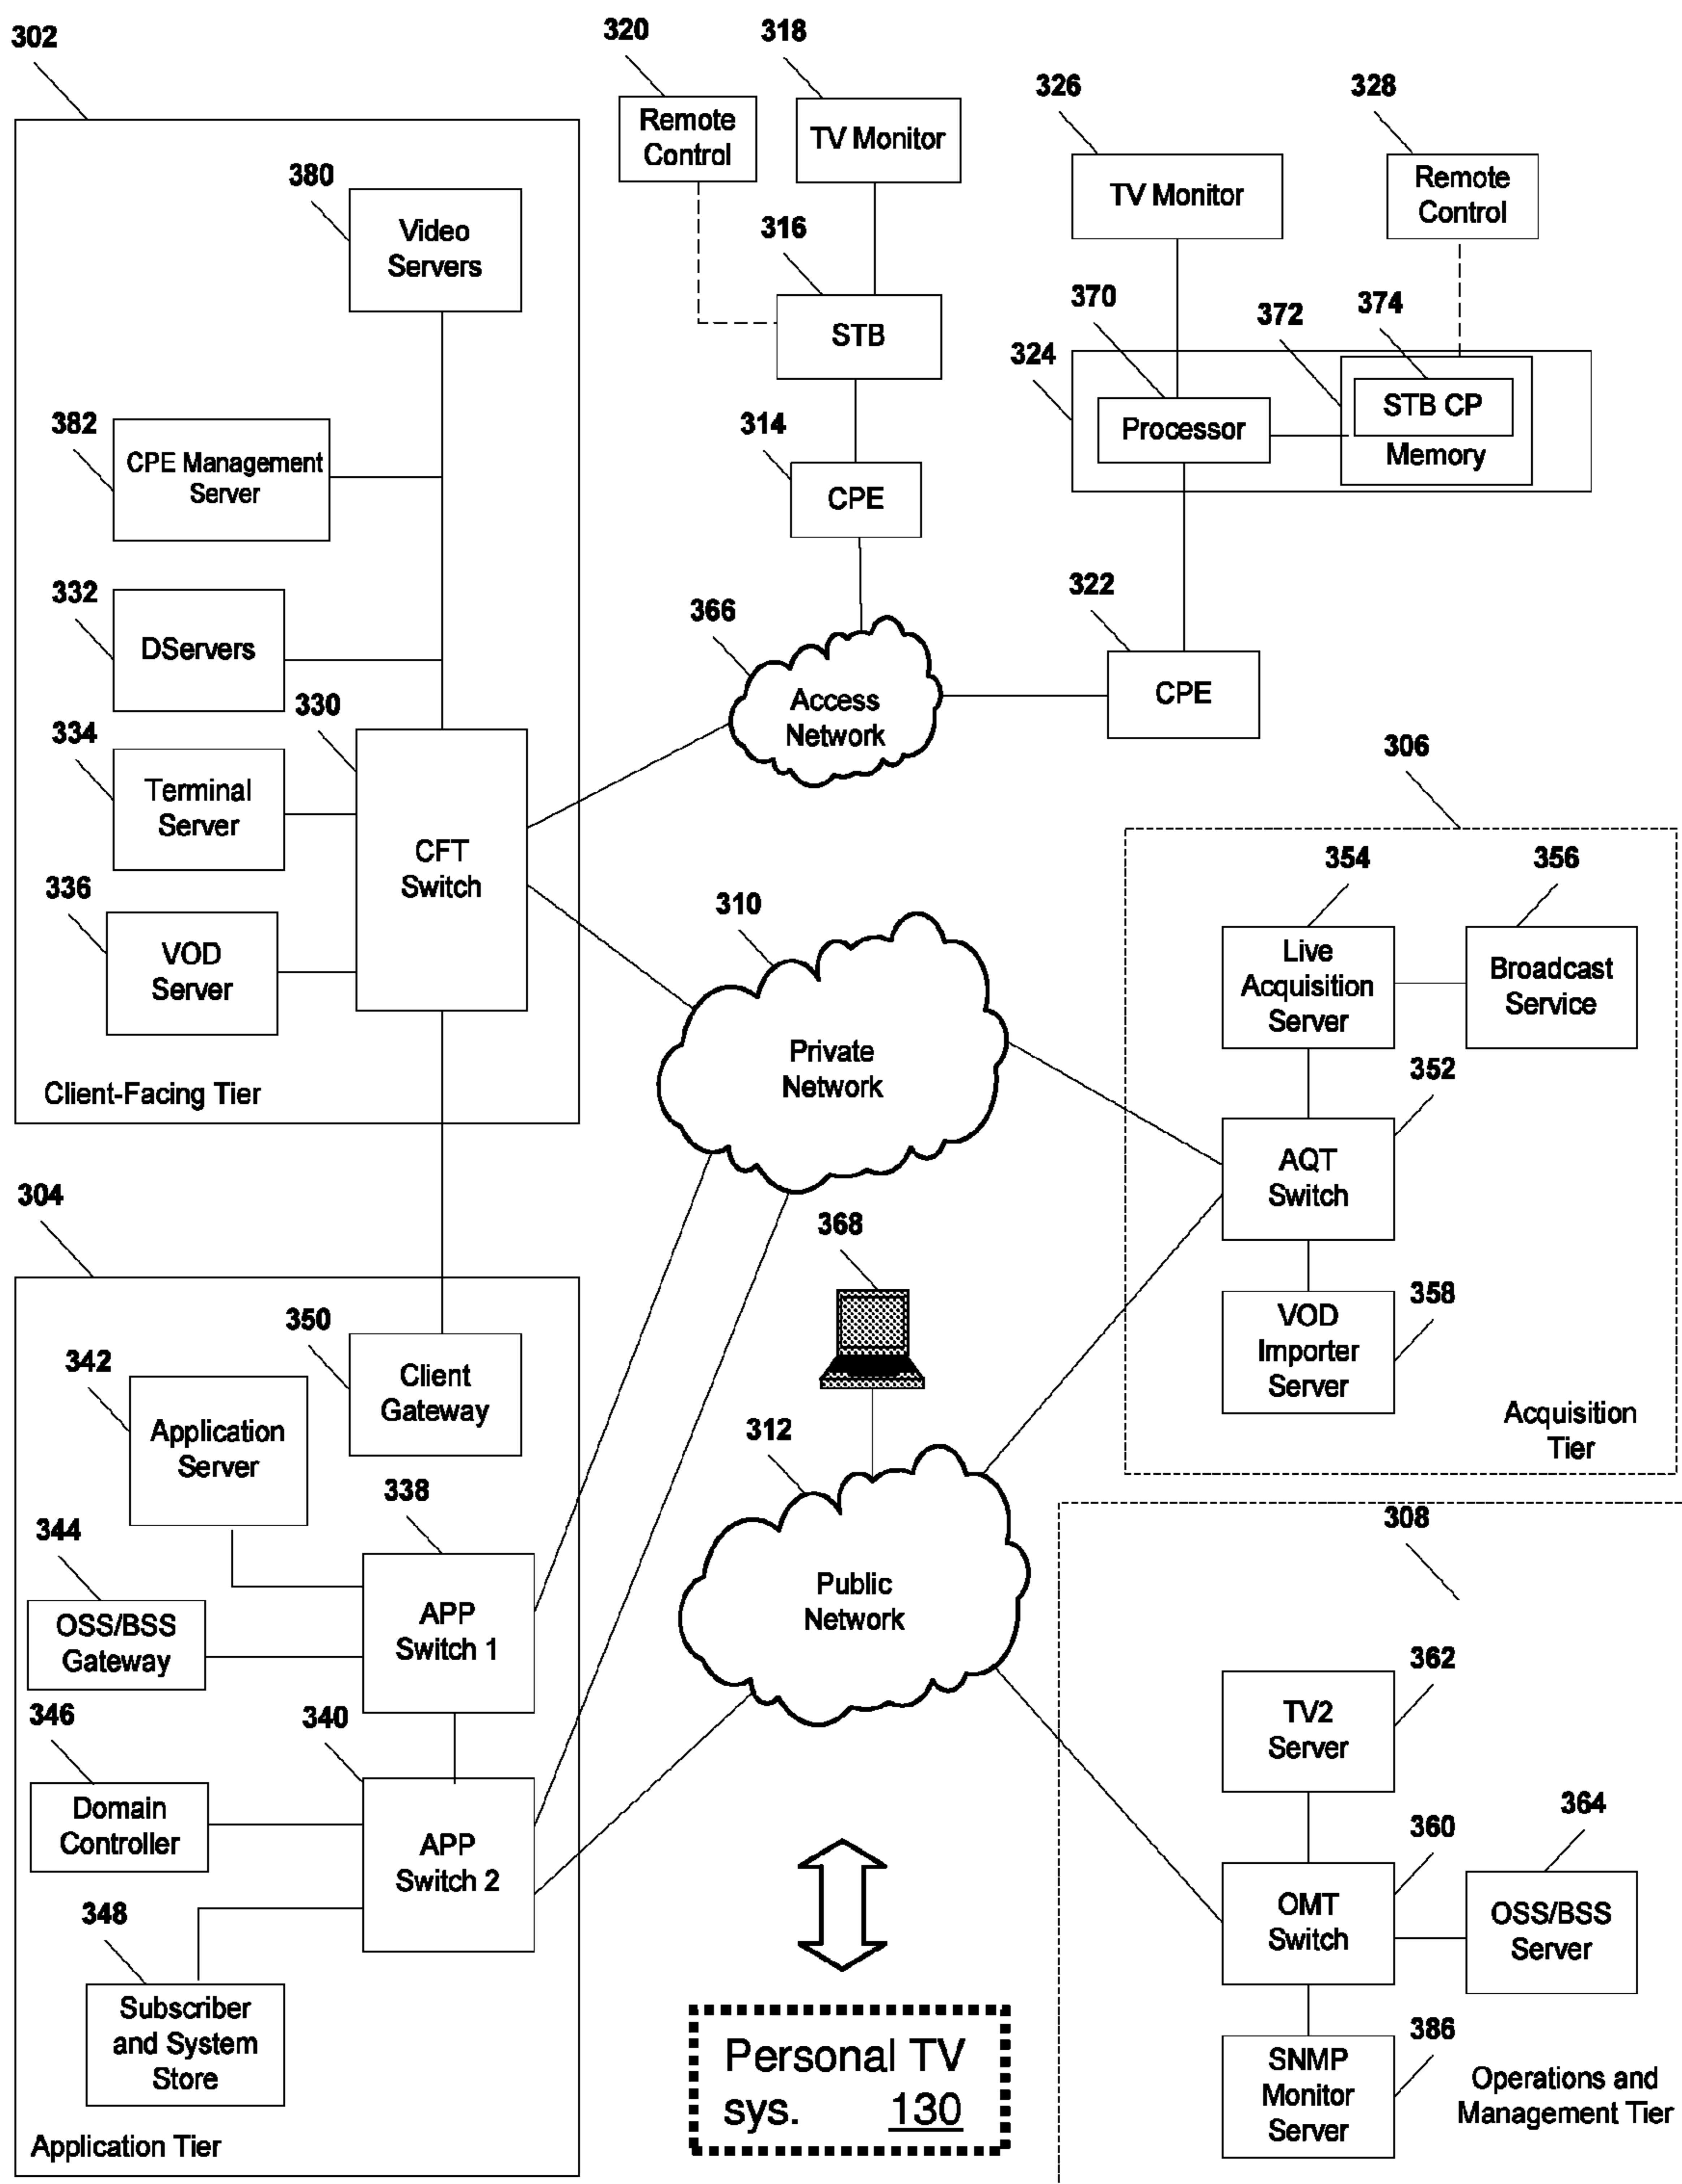 302
380
Video
Servers
382
CPE Management
Server
332
DServers
330
334
Terminal
Server
CFT
Switch
336
VOD
Server
Client-Facing Tier
320
Remote
Control
318
TV Monitor
316
STB
314
CPE
326
TV Monitor
328
Remote
Control
370
372
374
324
Processor
STB CP
Memory
322
CPE
366
Access
Network
310
Private
Network
306
354
Live
Acquisition
Server
356
Broadcast
Service
352
AQT
Switch
358
VOD
Importer
Server
Acquisition
Tier
304
350
Client
Gateway
342
Application
Server
338
344
OSS/BSS
Gateway
APP
Switch 1
346
340
Domain
Controller
APP
Switch 2
348
Subscriber
and System
Store
Application Tier
368
312
Public
Network
Personal TV
sys. 130
308
362
TV2
Server
360
364
OMT
Switch
OSS/BSS
Server
386
SNMP
Monitor
Server
Operations and
Management Tier